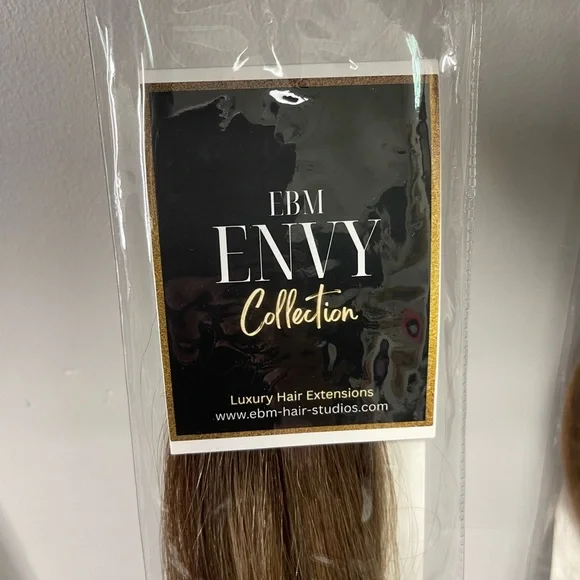 EBM
ENVY
Collection
Luxury Hair Extensions
www.ebm-hair-studios.com